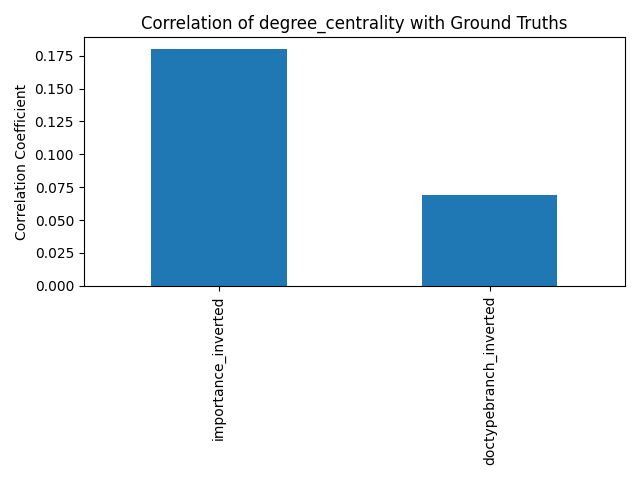 Correlation of degree_centrality with Ground Truths
Correlation Coefficient
0.175
0.150
0.125
0.100
0.075
0.050
0.025
0.000
importance_inverted
doctypebranch_inverted